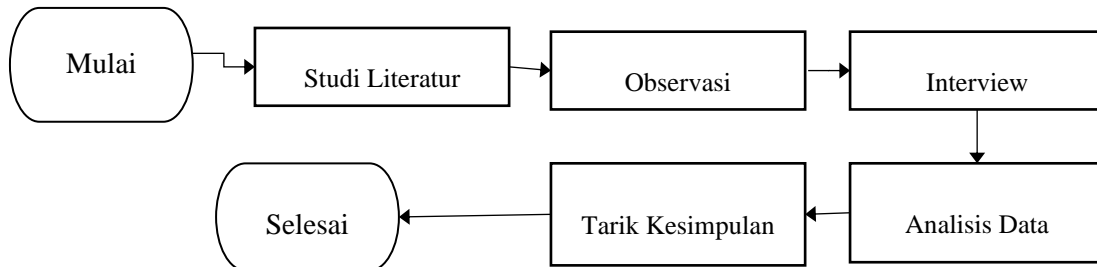 Mulai
Studi Literatur
Observasi
Interview
Analisis Data
Tarik Kesimpulan
Selesai